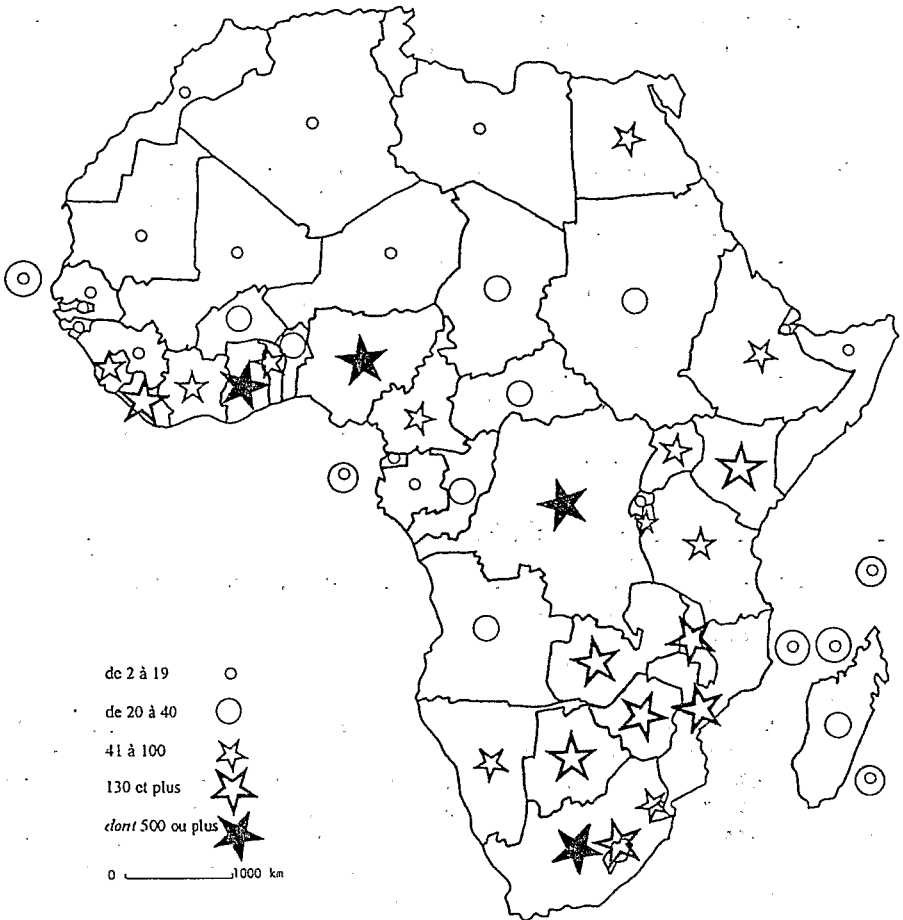 de 2 à 19
de 20 à 40
41 à 100
130 et plus
dont 500 ou plus
0 1000 km